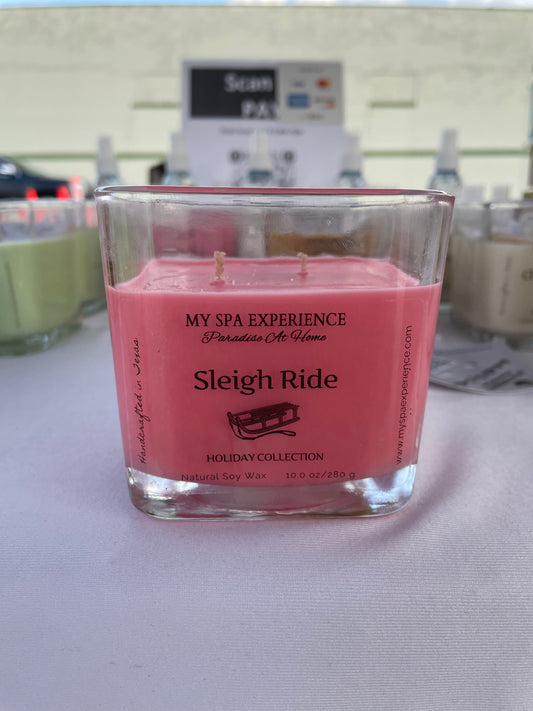 Scan
PAY
MY SPA EXPERIENCE
Paradise At Home
Sleigh Ride
HOLIDAY COLLECTION
Natural Soy Wax 10.0 oz/280 g
Handcrafted in Texas
www.myspaexperience.com